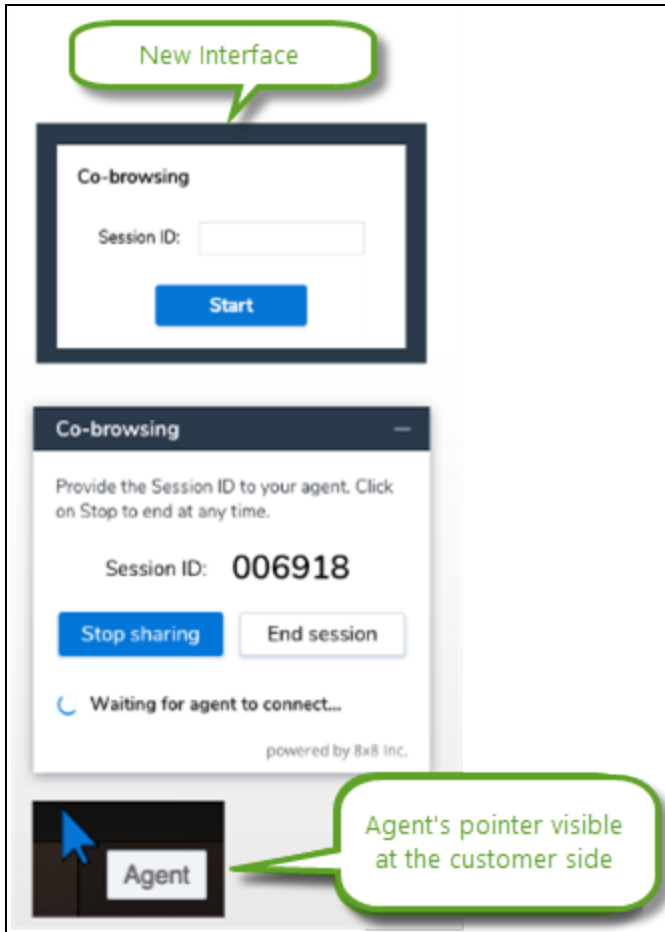 New Interface
Co-browsing
Session ID:
Start
Co-browsing
Provide the Session ID to your agent. Click
on Stop to end at any time.
Session ID: 006918
Stop sharing End session
Waiting for agent to connect...
powered by 8x8 Inc.
Agent's pointer visible
at the customer side
Agent